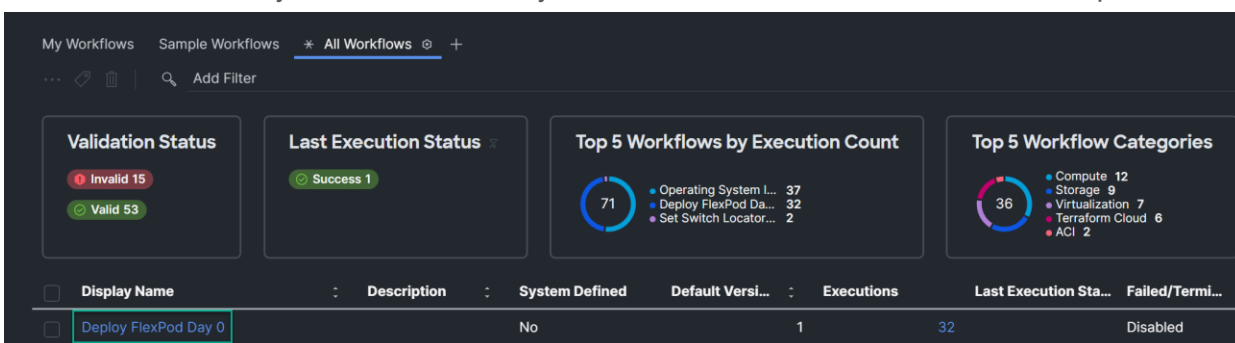 My Workflows Sample Workflows All Workflows +
... Add Filter
Validation Status
Invalid 15
Valid 53
Last Execution Status
Success 1
Top 5 Workflows by Execution Count
71
Operating System I... 37
Deploy FlexPod Da... 32
Set Switch Locator... 2
Top 5 Workflow Categories
36
Compute 12
Storage 9
Virtualization 7
Terraform Cloud 6
ACI 2
Display Name Description System Defined Default Versi... Executions Last Execution Sta... Failed/Termi...
Deploy FlexPod Day 0 No 1 32 Disabled